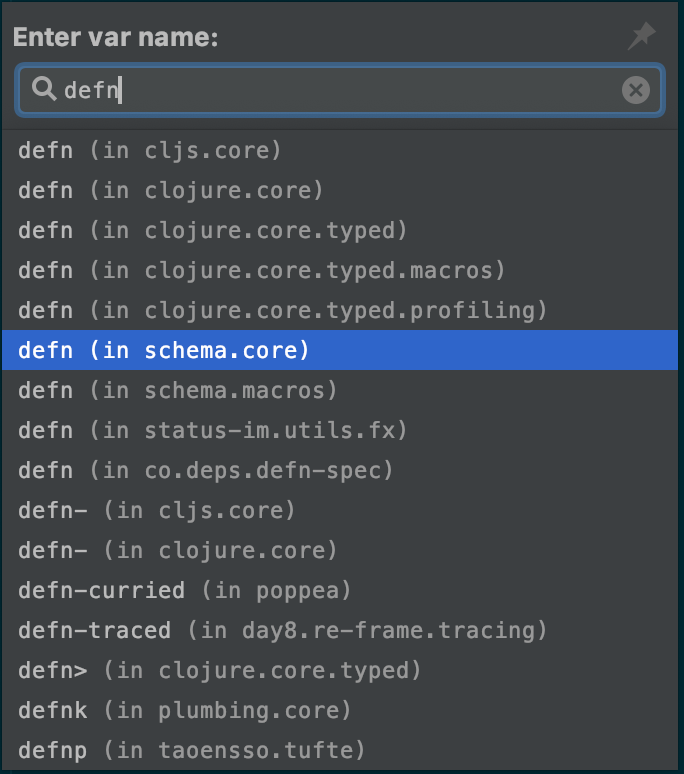 Enter var name:
defn
defn (in cljs.core)
defn (in clojure.core)
defn (in clojure.core.typed)
defn (in clojure.core.typed.macros)
defn (in clojure.core.typed.profiling)
defn (in schema.core)
defn (in schema.macros)
defn (in status-im.utils.fx)
defn (in co.deps.defn-spec)
defn- (in cljs.core)
defn- (in clojure.core)
defn-curried (in poppea)
defn-traced (in day8.re-frame.tracing)
defn> (in clojure.core.typed)
defnk (in plumbing.core)
defnp (in taoensso.tufte)